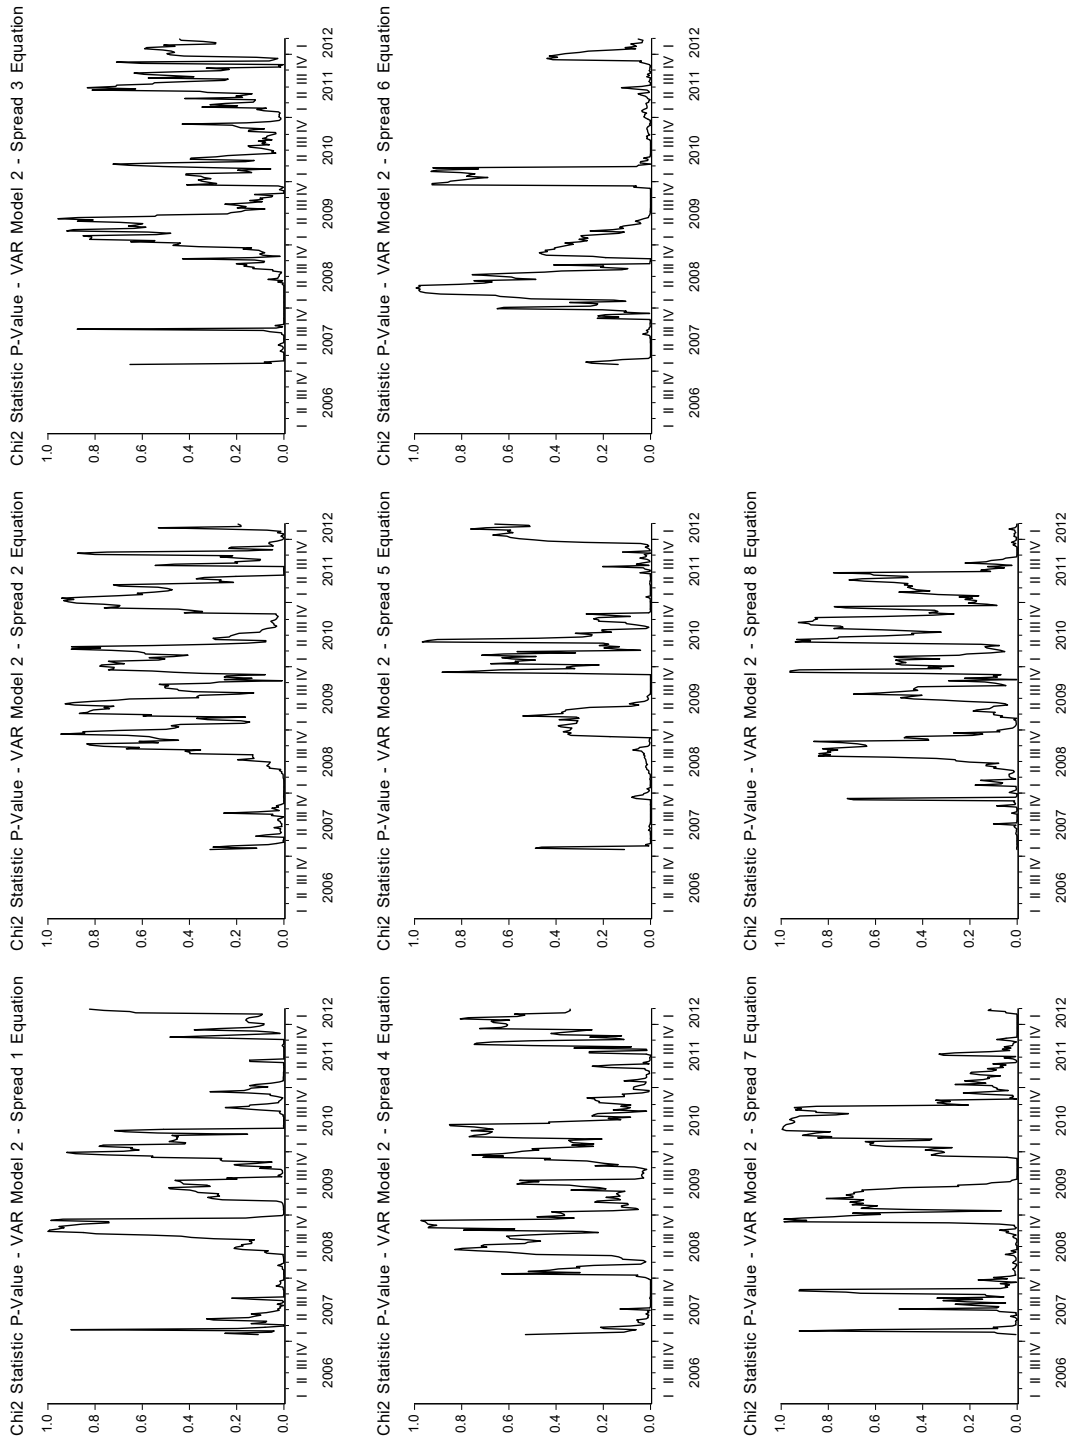 Chi2 Statistic P-Value - VAR Model 2 - Spread 1 Equation
1.0
0.8
0.6
0.4
0.2
0.0
I II III IV I II III IV I II III IV I II III IV I II III IV I II III IV I
2006 2007 2008 2009 2010 2011 2012
Chi2 Statistic P-Value - VAR Model 2 - Spread 2 Equation
1.0
0.8
0.6
0.4
0.2
0.0
I II III IV I II III IV I II III IV I II III IV I II III IV I II III IV I
2006 2007 2008 2009 2010 2011 2012
Chi2 Statistic P-Value - VAR Model 2 - Spread 3 Equation
1.0
0.8
0.6
0.4
0.2
0.0
I II III IV I II III IV I II III IV I II III IV I II III IV I II III IV I
2006 2007 2008 2009 2010 2011 2012
Chi2 Statistic P-Value - VAR Model 2 - Spread 4 Equation
1.0
0.8
0.6
0.4
0.2
0.0
I II III IV I II III IV I II III IV I II III IV I II III IV I II III IV I
2006 2007 2008 2009 2010 2011 2012
Chi2 Statistic P-Value - VAR Model 2 - Spread 5 Equation
1.0
0.8
0.6
0.4
0.2
0.0
I II III IV I II III IV I II III IV I II III IV I II III IV I II III IV I
2006 2007 2008 2009 2010 2011 2012
Chi2 Statistic P-Value - VAR Model 2 - Spread 6 Equation
1.0
0.8
0.6
0.4
0.2
0.0
I II III IV I II III IV I II III IV I II III IV I II III IV I II III IV I
2006 2007 2008 2009 2010 2011 2012
Chi2 Statistic P-Value - VAR Model 2 - Spread 7 Equation
1.0
0.8
0.6
0.4
0.2
0.0
I II III IV I II III IV I II III IV I II III IV I II III IV I II III IV I
2006 2007 2008 2009 2010 2011 2012
Chi2 Statistic P-Value - VAR Model 2 - Spread 8 Equation
1.0
0.8
0.6
0.4
0.2
0.0
I II III IV I II III IV I II III IV I II III IV I II III IV I II III IV I
2006 2007 2008 2009 2010 2011 2012